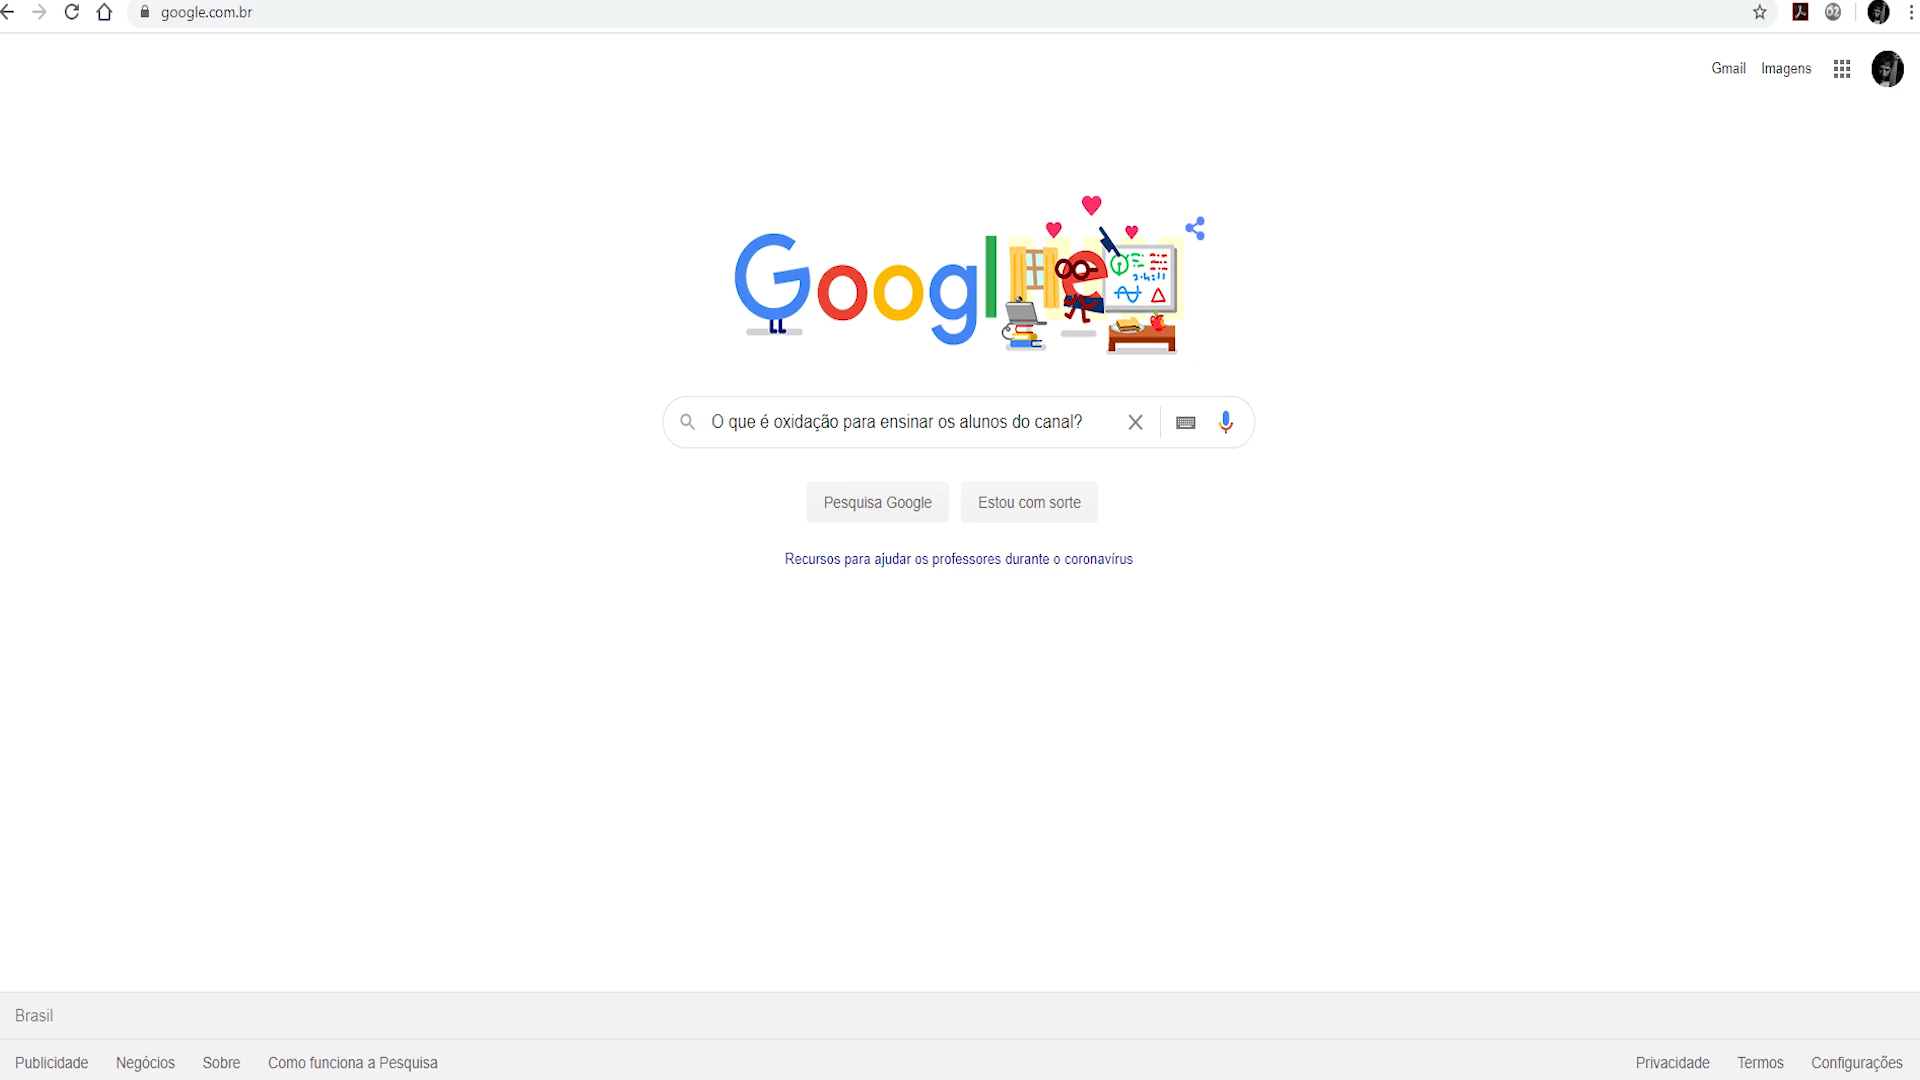 google.com.br
Gmail Imagens
Google
O que é oxidação para ensinar os alunos do canal?
Pesquisa Google Estou com sorte
Recursos para ajudar os professores durante o coronavírus
Brasil
Publicidade Negócios Sobre Como funciona a Pesquisa Privacidade Termos Configurações